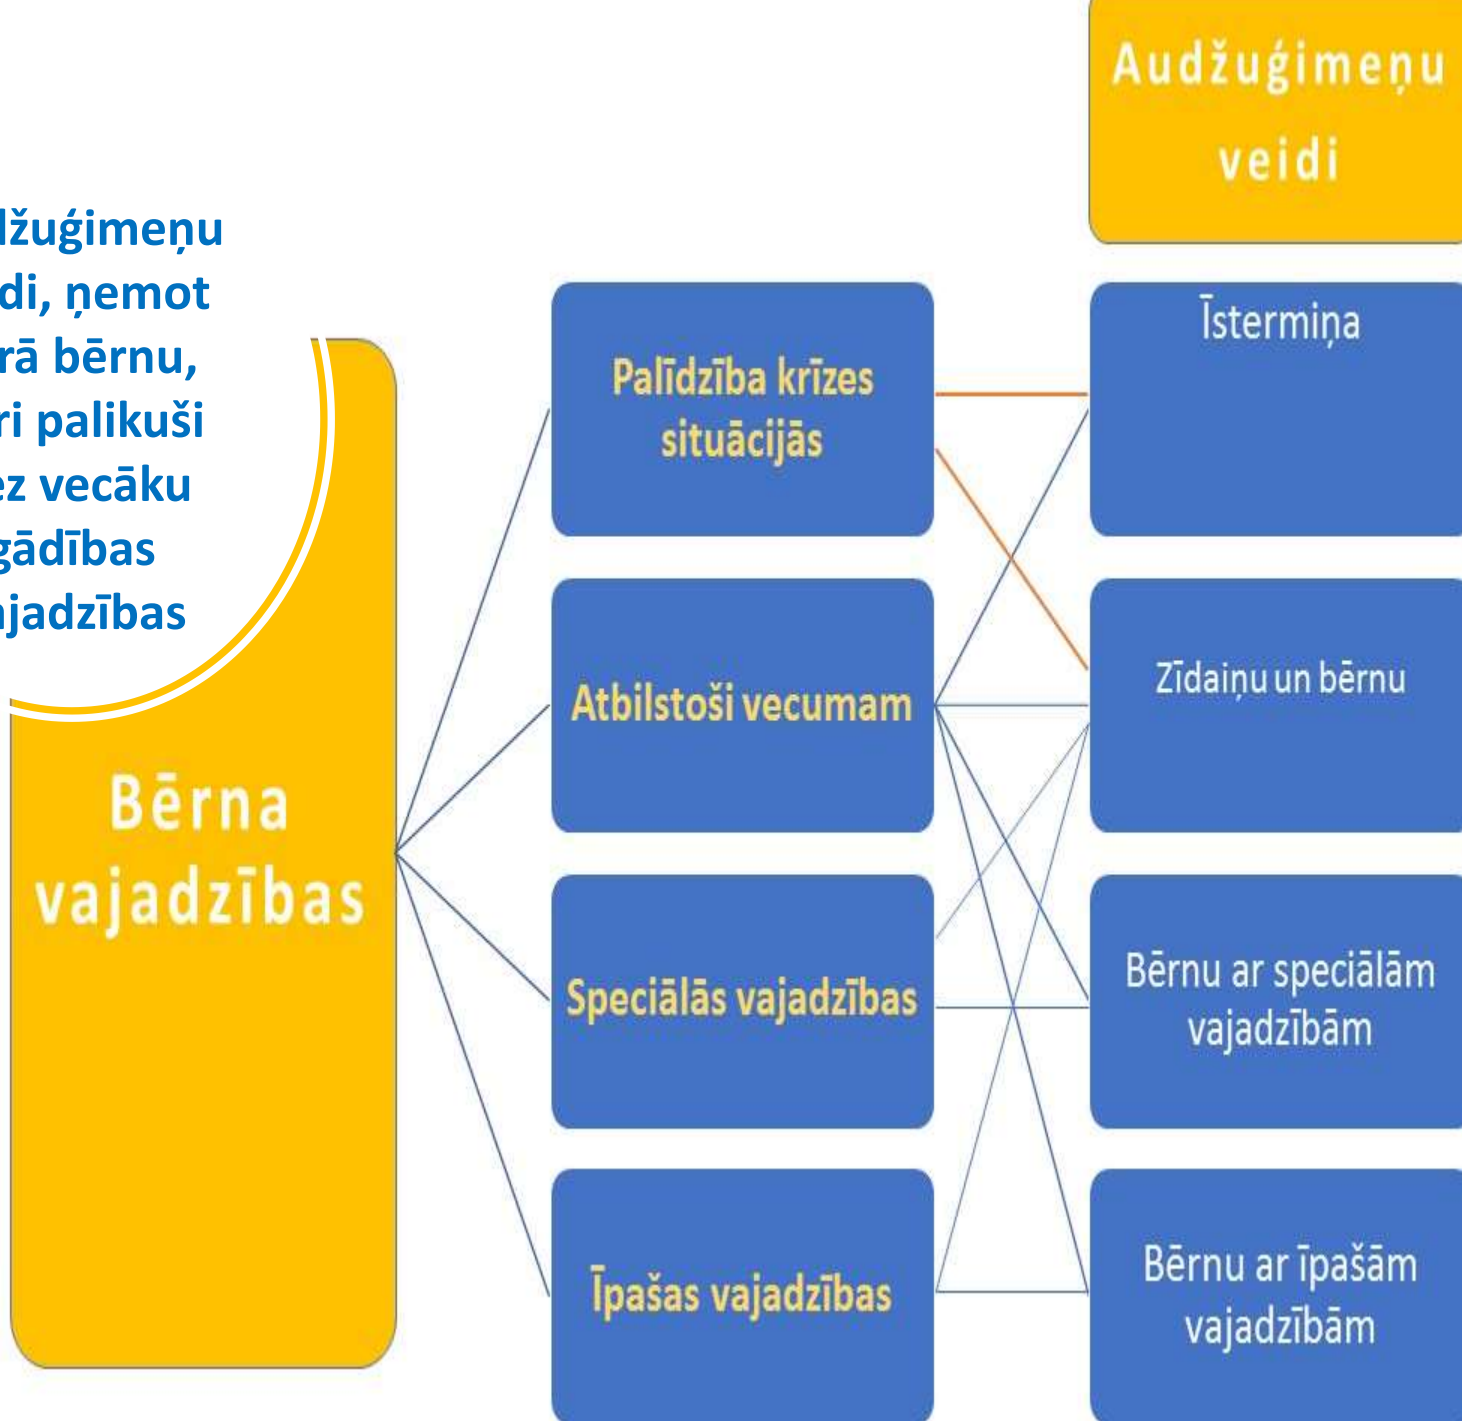 Audžuģimeņu
veidi
džuģimeņu
di, ņemot
rā bērnu,
ri palikuši
ez vecāku
gādības
ajadzības
Bērna
vajadzības
Palīdzība krīzes
situācijās
Atbilstoši vecumam
Speciālās vajadzības
Īpašas vajadzības
Īstermiņa
Zīdaiņu un bērnu
Bērnu ar speciālām
vajadzībām
Bērnu ar īpašām
vajadzībām